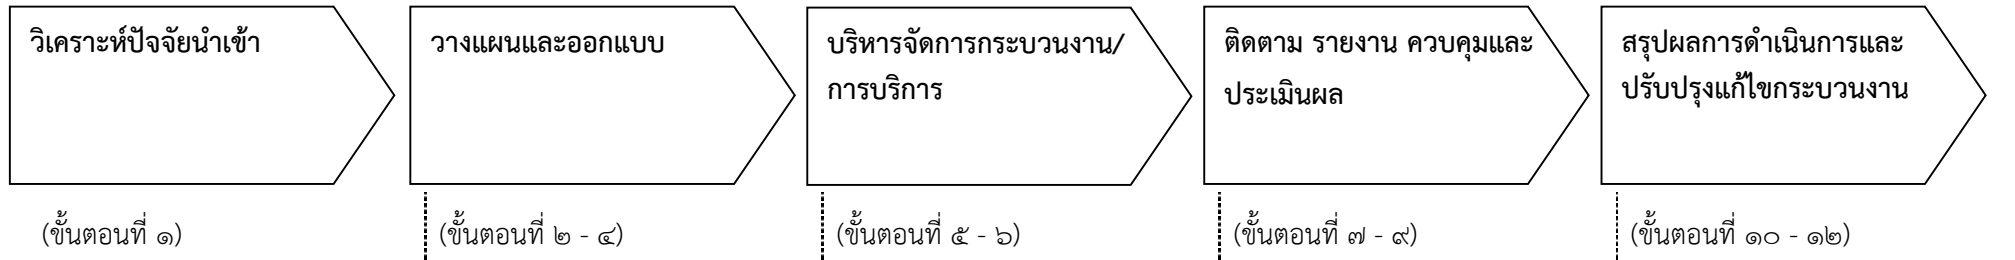 วิเคราะห์ปัจจัยนำเข้า
วางแผนและออกแบบ
บริหารจัดการกระบวนงาน/
การบริการ
ติดตาม รายงาน ควบคุมและ
ประเมินผล
สรุปผลการดำเนินการและ
ปรับปรุงแก้ไขกระบวนงาน
(ขั้นตอนที่ ๑)
(ขั้นตอนที่ ๒ - ๔)
(ขั้นตอนที่ ๕ - ๖)
(ขั้นตอนที่ ๗ - ๙)
(ขั้นตอนที่ ๑๐ - ๑๒)